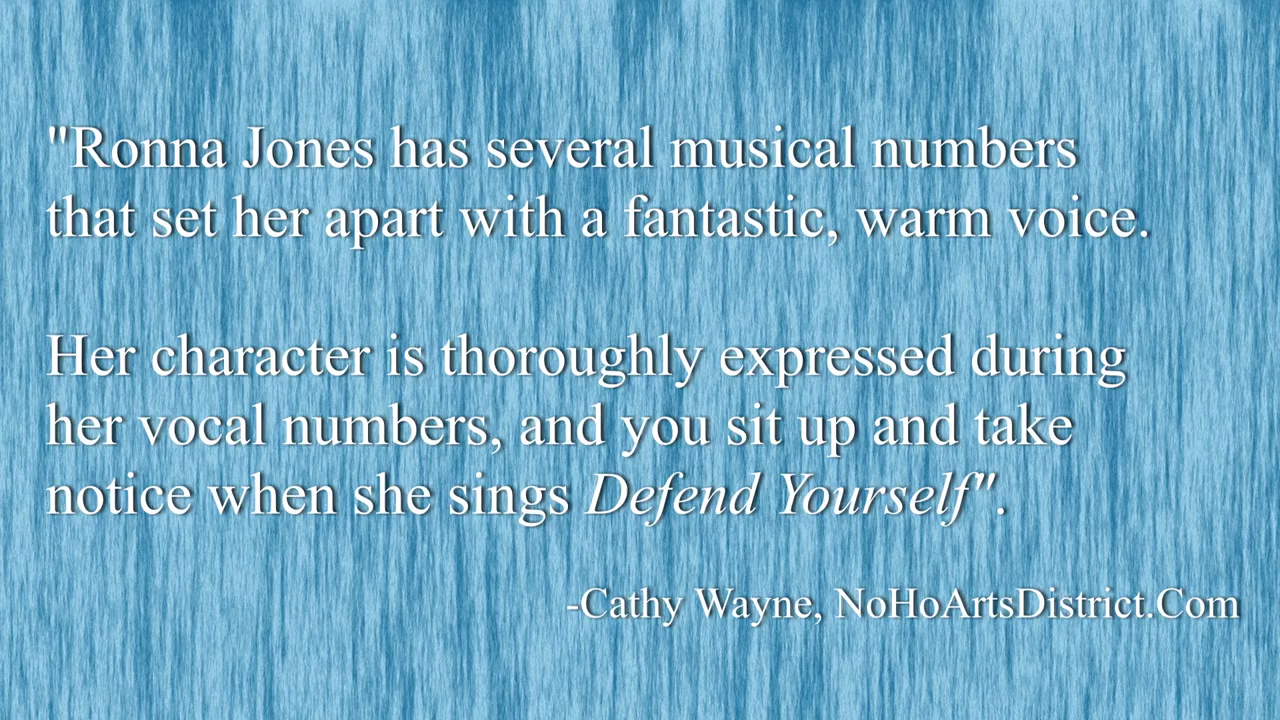 "Ronna Jones has several musical numbers
that set her apart with a fantastic, warm voice.
Her character is thoroughly expressed during
her vocal numbers, and you sit up and take
notice when she sings Defend Yourself".
-Cathy Wayne, NoHoArtsDistrict.Com